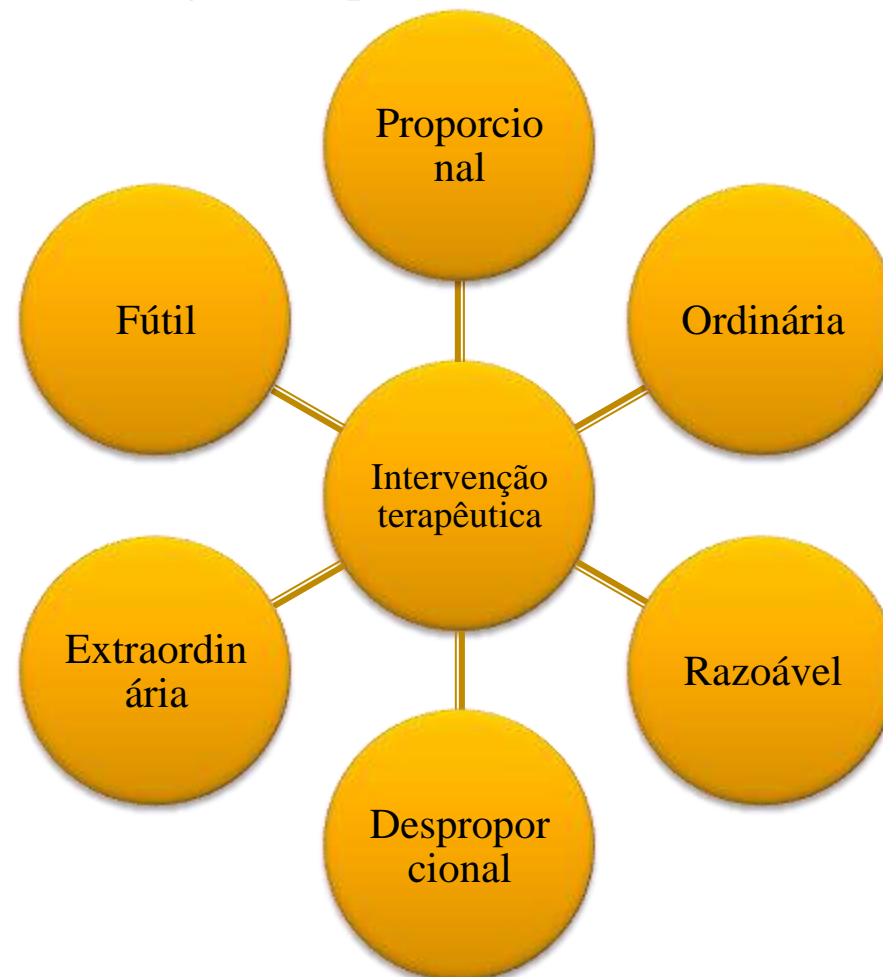 Proporcio
nal
Fútil
Ordinária
Intervenção
terapêutica
Extraordin
ária
Razoável
Despropor
cional